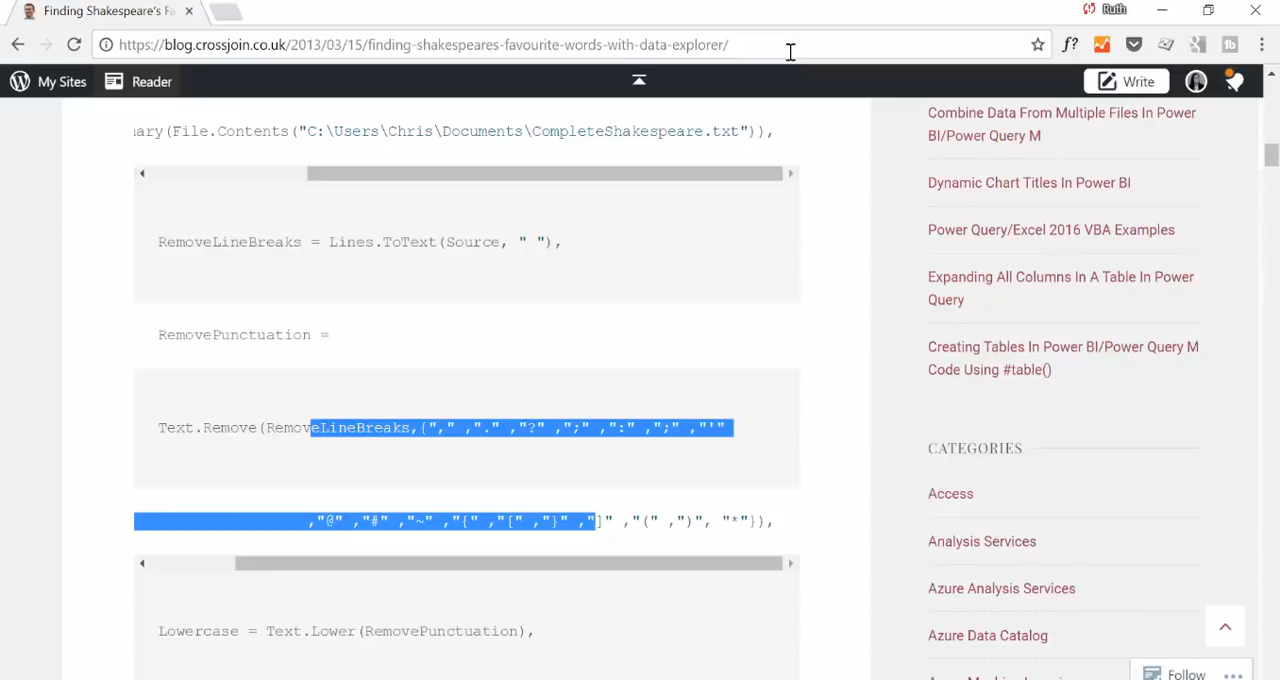 Finding Shakespeare's Fa
Ruth
https://blog.crossjoin.co.uk/2013/03/15/finding-shakespeares-favourite-words-with-data-explorer/
f?
My Sites
Reader
Write
ary(File.Contents("C:\Users\Chris\Documents\CompleteShakespeare.txt")),
RemoveLineBreaks = Lines.ToText(Source, " "),
RemovePunctuation =
Text.Remove(RemoveLineBreaks,{"," ,"." ,"?" ,";" ,":" ,";" ,"'"
,"@" ,"#" ,"~" ,"{" ,"[" ,"}" ,"]" ,"(" ,")", "*"}),
Lowercase = Text.Lower(RemovePunctuation),
Combine Data From Multiple Files In Power
BI/Power Query M
Dynamic Chart Titles In Power BI
Power Query/Excel 2016 VBA Examples
Expanding All Columns In A Table In Power
Query
Creating Tables In Power BI/Power Query M
Code Using #table()
CATEGORIES
Access
Analysis Services
Azure Analysis Services
Azure Data Catalog
Follow